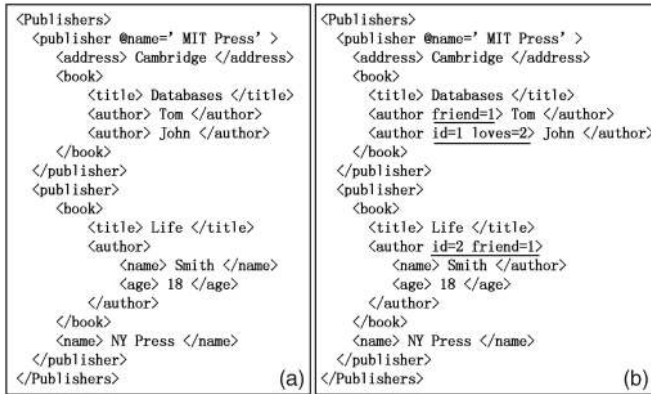 <Publishers>
<publisher @name=' MIT Press' >
<address> Cambridge </address>
<book>
<title> Databases </title>
<author> Tom </author>
<author> John </author>
</book>
</publisher>
<publisher>
<book>
<title> Life </title>
<author>
<name> Smith </name>
<age> 18 </age>
</author>
</book>
<name> NY Press </name>
</publisher>
</Publishers>
(a)
<Publishers>
<publisher @name=' MIT Press' >
<address> Cambridge </address>
<book>
<title> Databases </title>
<author friend=1> Tom </author>
<author id=1 loves=2> John </author>
</book>
</publisher>
<publisher>
<book>
<title> Life </title>
<author id=2 friend=1>
<name> Smith </author>
<age> 18 </age>
</author>
</book>
<name> NY Press </name>
</publisher>
</Publishers>
(b)